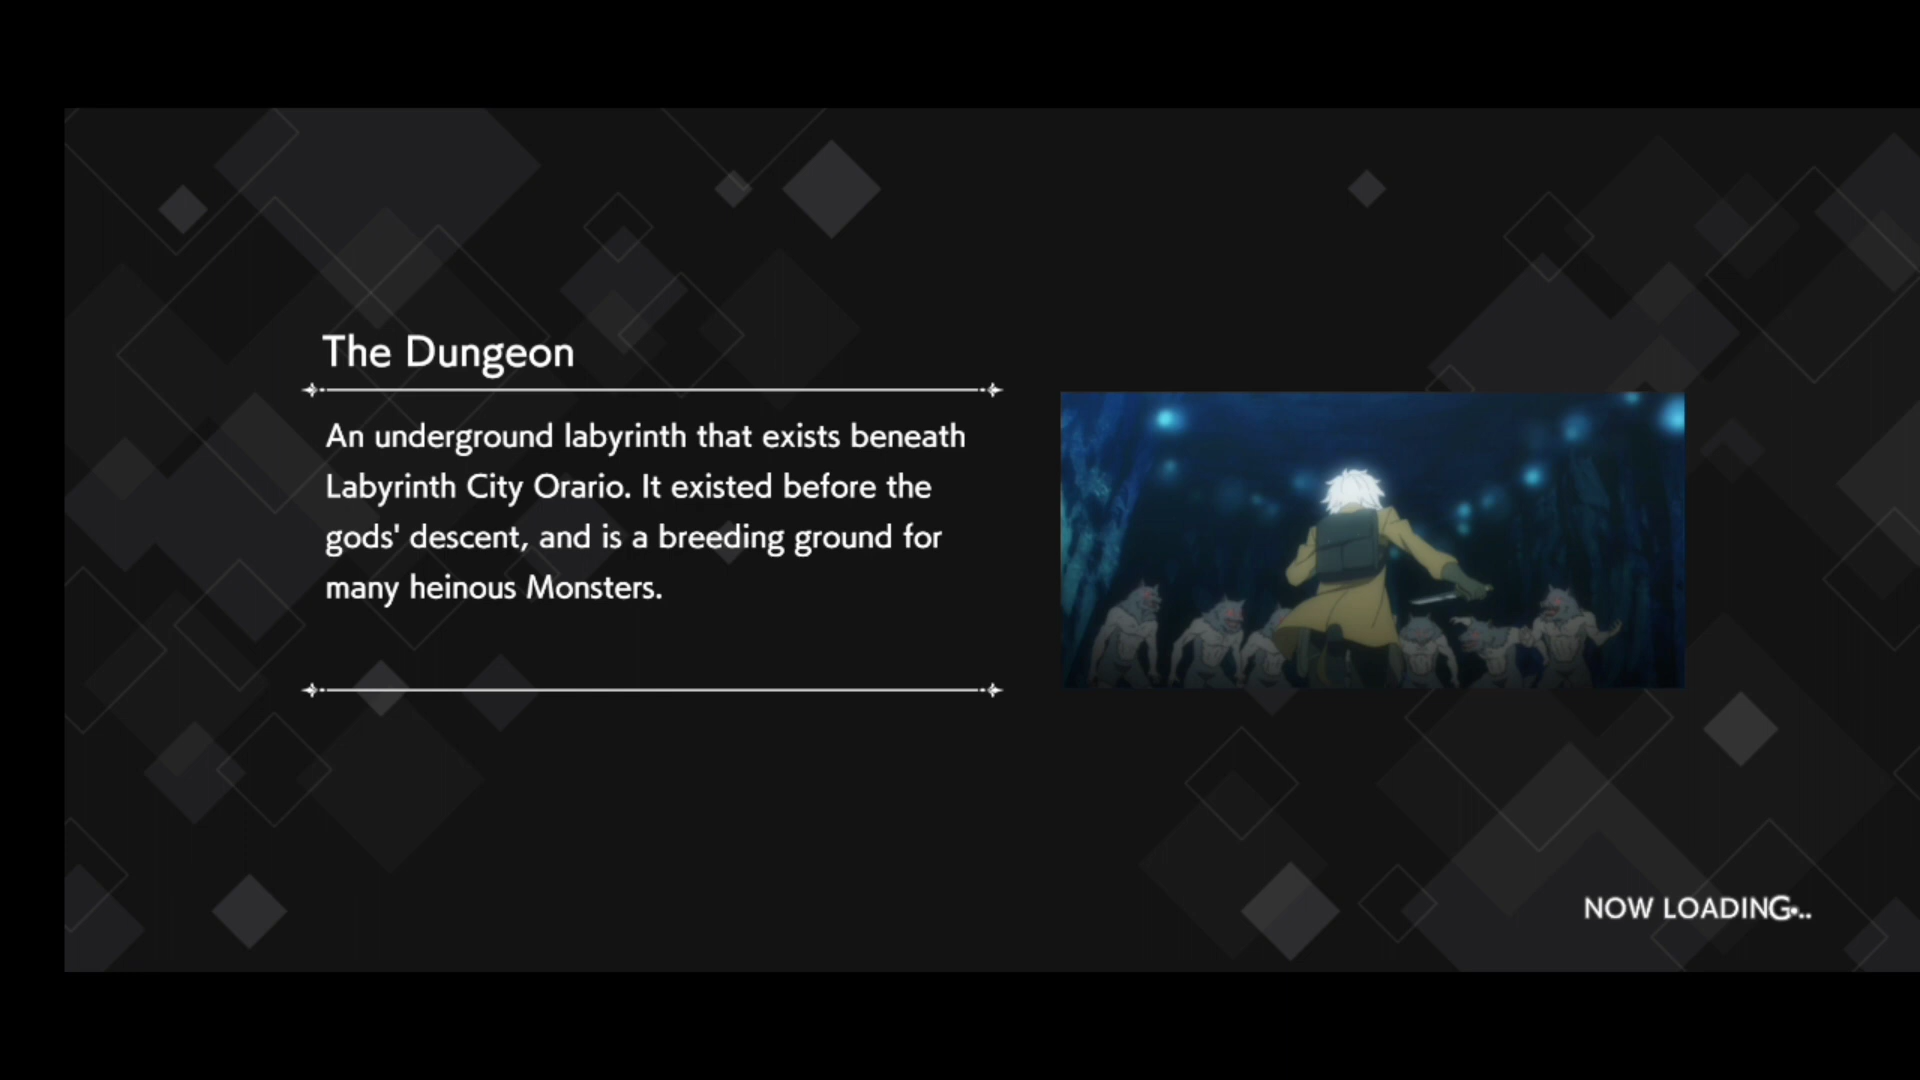 The Dungeon
An underground labyrinth that exists beneath
Labyrinth City Orario. It existed before the
gods' descent, and is a breeding ground for
many heinous Monsters.
NOW LOADING...